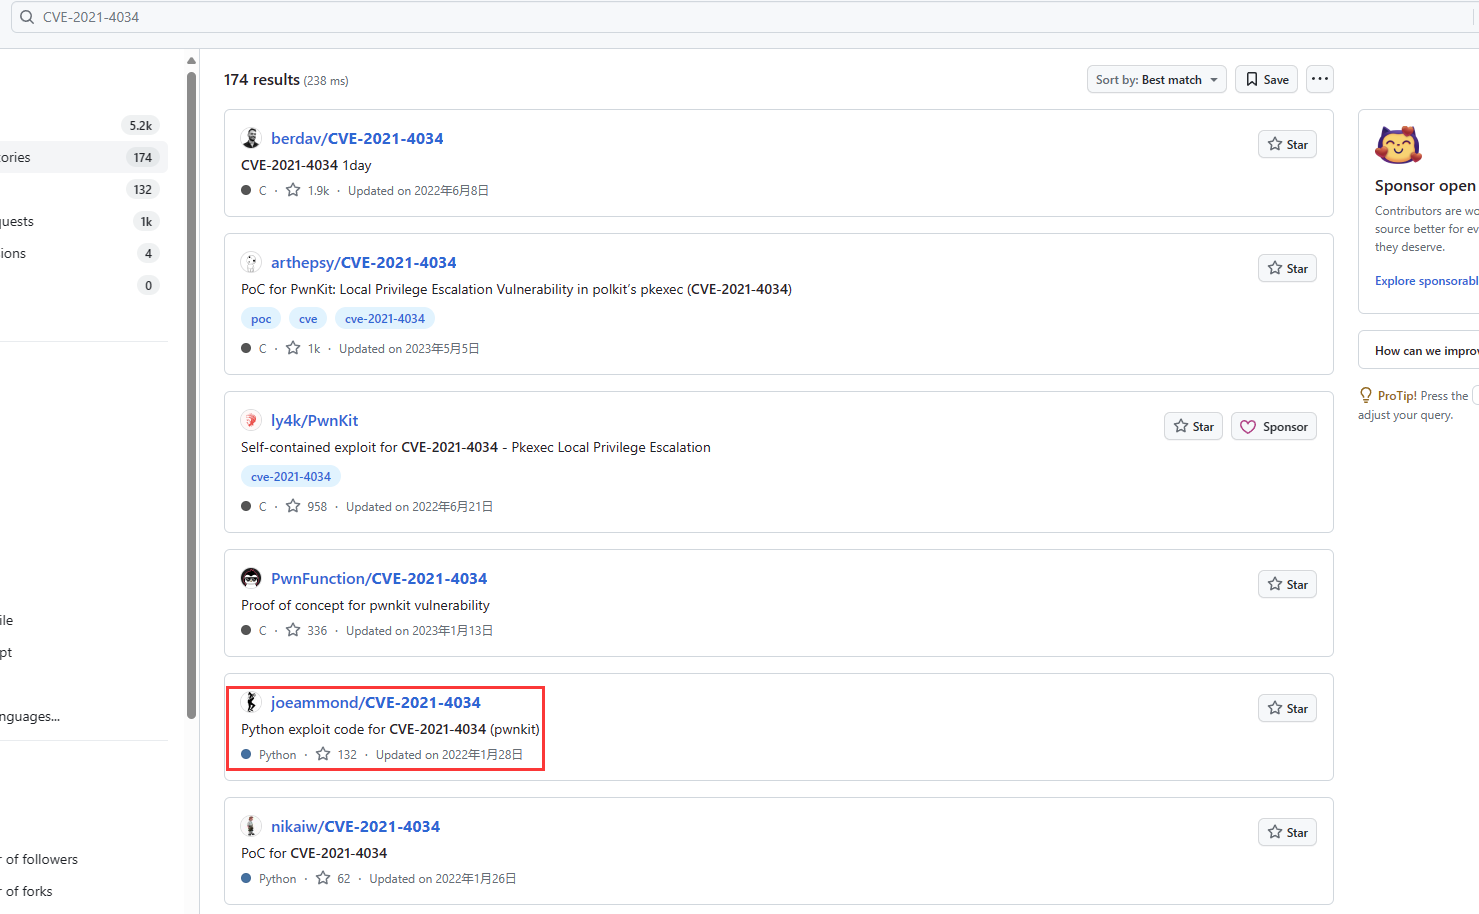 CVE-2021-4034
174 results (238 ms)
Sort by: Best match
Save
5.2k
ories
174
132
quests
1k
ions
4
0
ile
pt
nguages...
r of followers
r of forks
berdav/CVE-2021-4034
Star
CVE-2021-4034 1day
C · 1.9k · Updated on 2022年6月8日
arthepsy/CVE-2021-4034
Star
PoC for PwnKit: Local Privilege Escalation Vulnerability in polkit’s pkexec (CVE-2021-4034)
poc cve cve-2021-4034
C · 1k · Updated on 2023年5月5日
ly4k/PwnKit
Star
Sponsor
Self-contained exploit for CVE-2021-4034 - Pkexec Local Privilege Escalation
cve-2021-4034
C · 958 · Updated on 2022年6月21日
PwnFunction/CVE-2021-4034
Star
Proof of concept for pwnkit vulnerability
C · 336 · Updated on 2023年1月13日
joeammond/CVE-2021-4034
Star
Python exploit code for CVE-2021-4034 (pwnkit)
Python · 132 · Updated on 2022年1月28日
nikaiw/CVE-2021-4034
Star
PoC for CVE-2021-4034
Python · 62 · Updated on 2022年1月26日
Sponsor open
Contributors are wo
source better for ev
they deserve.
Explore sponsorabl
How can we improv
ProTip! Press the
adjust your query.